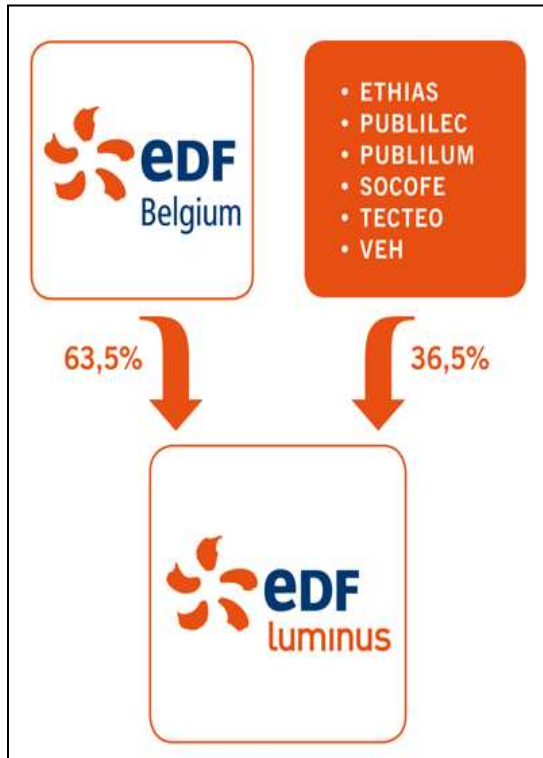 eDF
Belgium
• ETHIAS
• PUBLILEC
• PUBLILUM
• SOCOFE
• TECTEO
• VEH
63,5%
36,5%
eDF
luminus